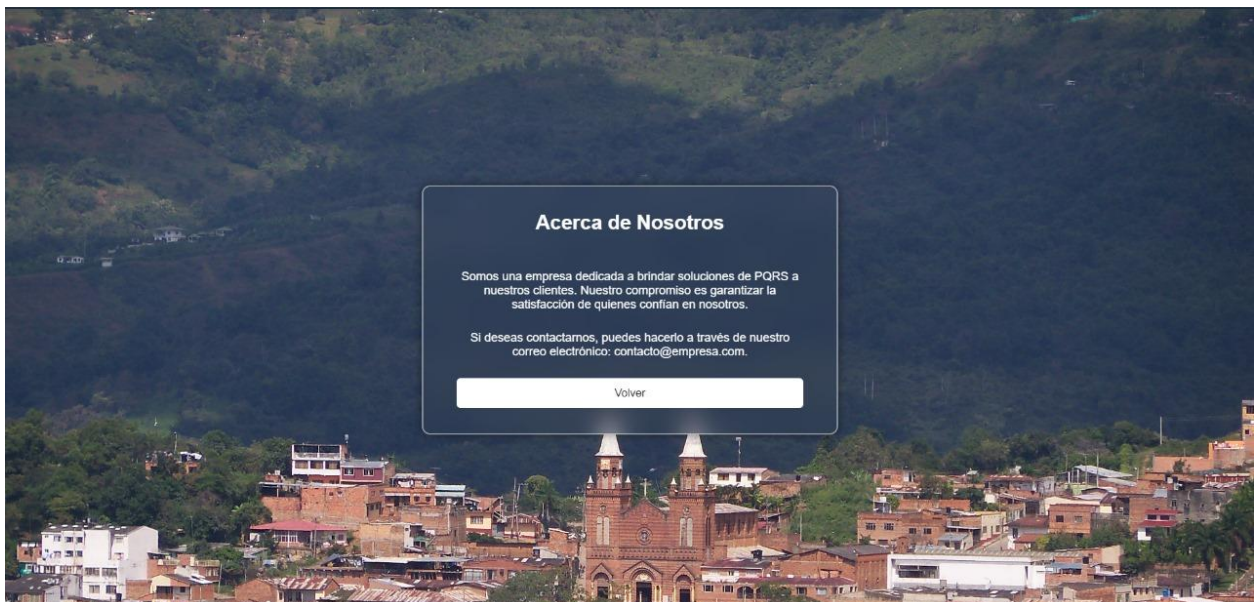 Acerca de Nosotros
Somos una empresa dedicada a brindar soluciones de PQRS a
nuestros clientes. Nuestro compromiso es garantizar la
satisfacción de quienes confían en nosotros.
Si deseas contactarnos, puedes hacerlo a través de nuestro
correo electrónico: contacto@empresa.com.
Volver